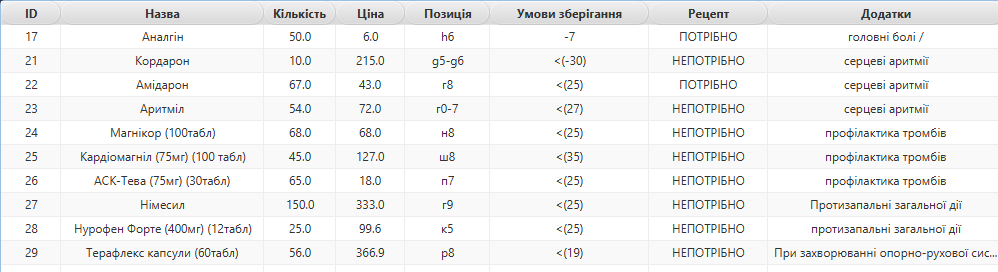 ID Назва Кількість Ціна Позиція Умови зберігання Рецепт Додатки
17 Аналгін 50.0 6.0 h6 -7 ПОТРІБНО головні болі /
21 Кордарон 10.0 215.0 g5-g6 <(-30) НЕПОТРІБНО серцеві аритмії
22 Амідарон 67.0 43.0 г8 <(25) ПОТРІБНО серцеві аритмії
23 Аритміл 54.0 72.0 г0-7 <(27) НЕПОТРІБНО серцеві аритмії
24 Магнікор (100табл) 68.0 68.0 н8 <(25) НЕПОТРІБНО профілактика тромбів
25 Кардіомагніл (75мг) (100 табл) 45.0 127.0 ш8 <(35) НЕПОТРІБНО профілактика тромбів
26 АСК-Тева (75мг) (30табл) 65.0 18.0 п7 <(25) НЕПОТРІБНО профілактика тромбів
27 Німесил 150.0 333.0 г9 <(25) НЕПОТРІБНО Протизапальні загальної дії
28 Нурофен Форте (400мг) (12табл) 25.0 99.6 к5 <(25) НЕПОТРІБНО протизапальні загальної дії
29 Терафлекс капсули (60табл) 56.0 366.9 р8 <(19) НЕПОТРІБНО При захворюванні опорно-рухової сис...